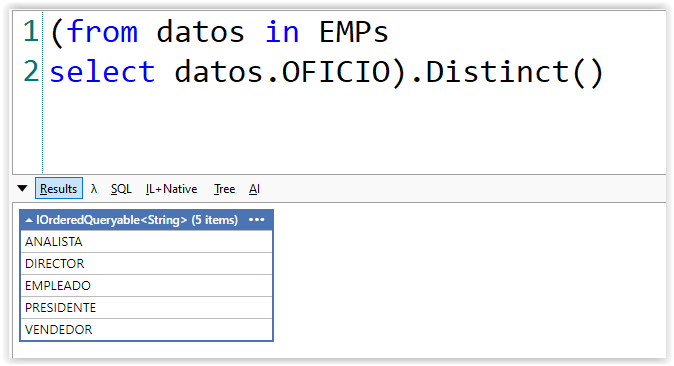 1 (from datos in EMPs
2 select datos.OFICIO).Distinct()
Results λ SQL IL+Native Tree AI
IOrderedQueryable<String> (5 items) •••
ANALISTA
DIRECTOR
EMPLEADO
PRESIDENTE
VENDEDOR